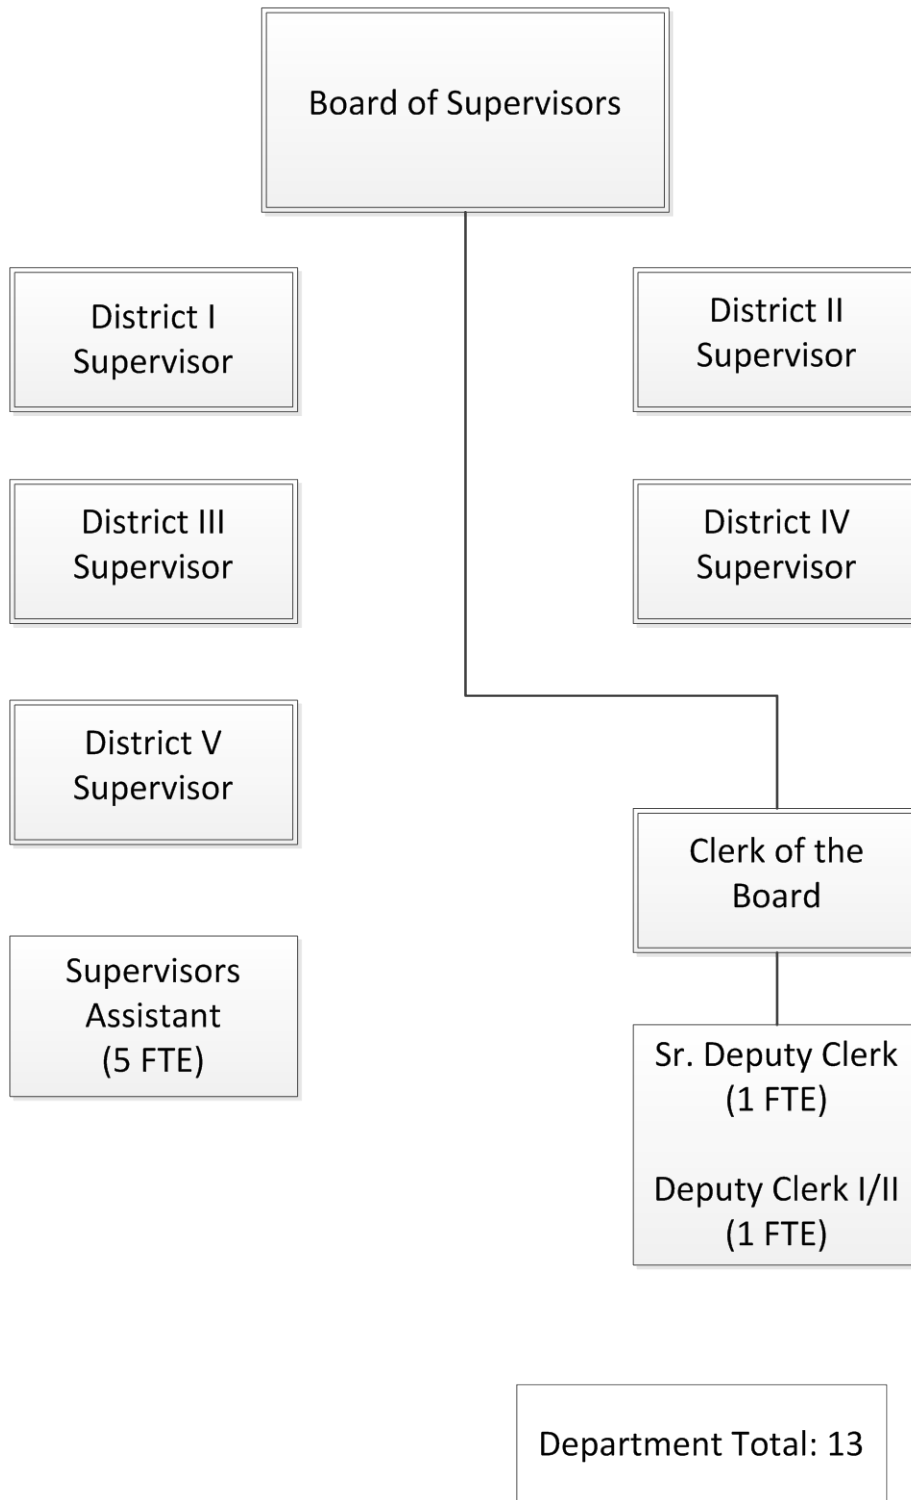 Board of Supervisors
District I
Supervisor
District II
Supervisor
District III
Supervisor
District IV
Supervisor
District V
Supervisor
Clerk of the
Board
Supervisors
Assistant
(5 FTE)
Sr. Deputy Clerk
(1 FTE)
Deputy Clerk I/II
(1 FTE)
Department Total: 13